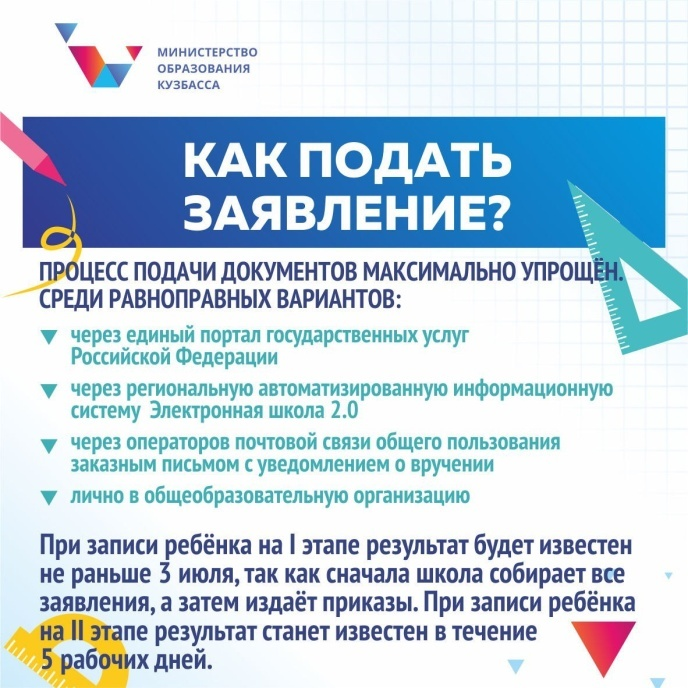 МИНИСТЕРСТВО
ОБРАЗОВАНИЯ
КУЗБАССА
КАК ПОДАТЬ
ЗАЯВЛЕНИЕ?
ПРОЦЕСС ПОДАЧИ ДОКУМЕНТОВ МАКСИМАЛЬНО УПРОЩЁН.
СРЕДИ РАВНОПРАВНЫХ ВАРИАНТОВ:
через единый портал государственных услуг
Российской Федерации
через региональную автоматизированную информационную
систему Электронная школа 2.0
через операторов почтовой связи общего пользования
заказным письмом с уведомлением о вручении
лично в общеобразовательную организацию
При записи ребёнка на I этапе результат будет известен
не раньше 3 июля, так как сначала школа собирает все
заявления, а затем издаёт приказы. При записи ребёнка
на II этапе результат станет известен в течение
5 рабочих дней.